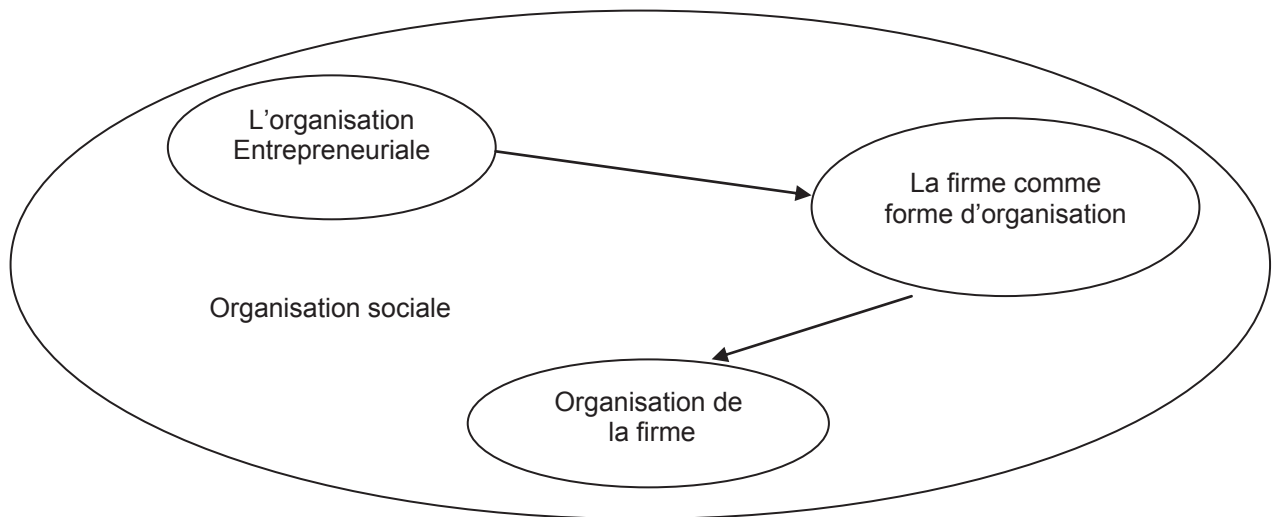 L’organisation
Entrepreneuriale
La firme comme
forme d’organisation
Organisation sociale
Organisation de
la firme